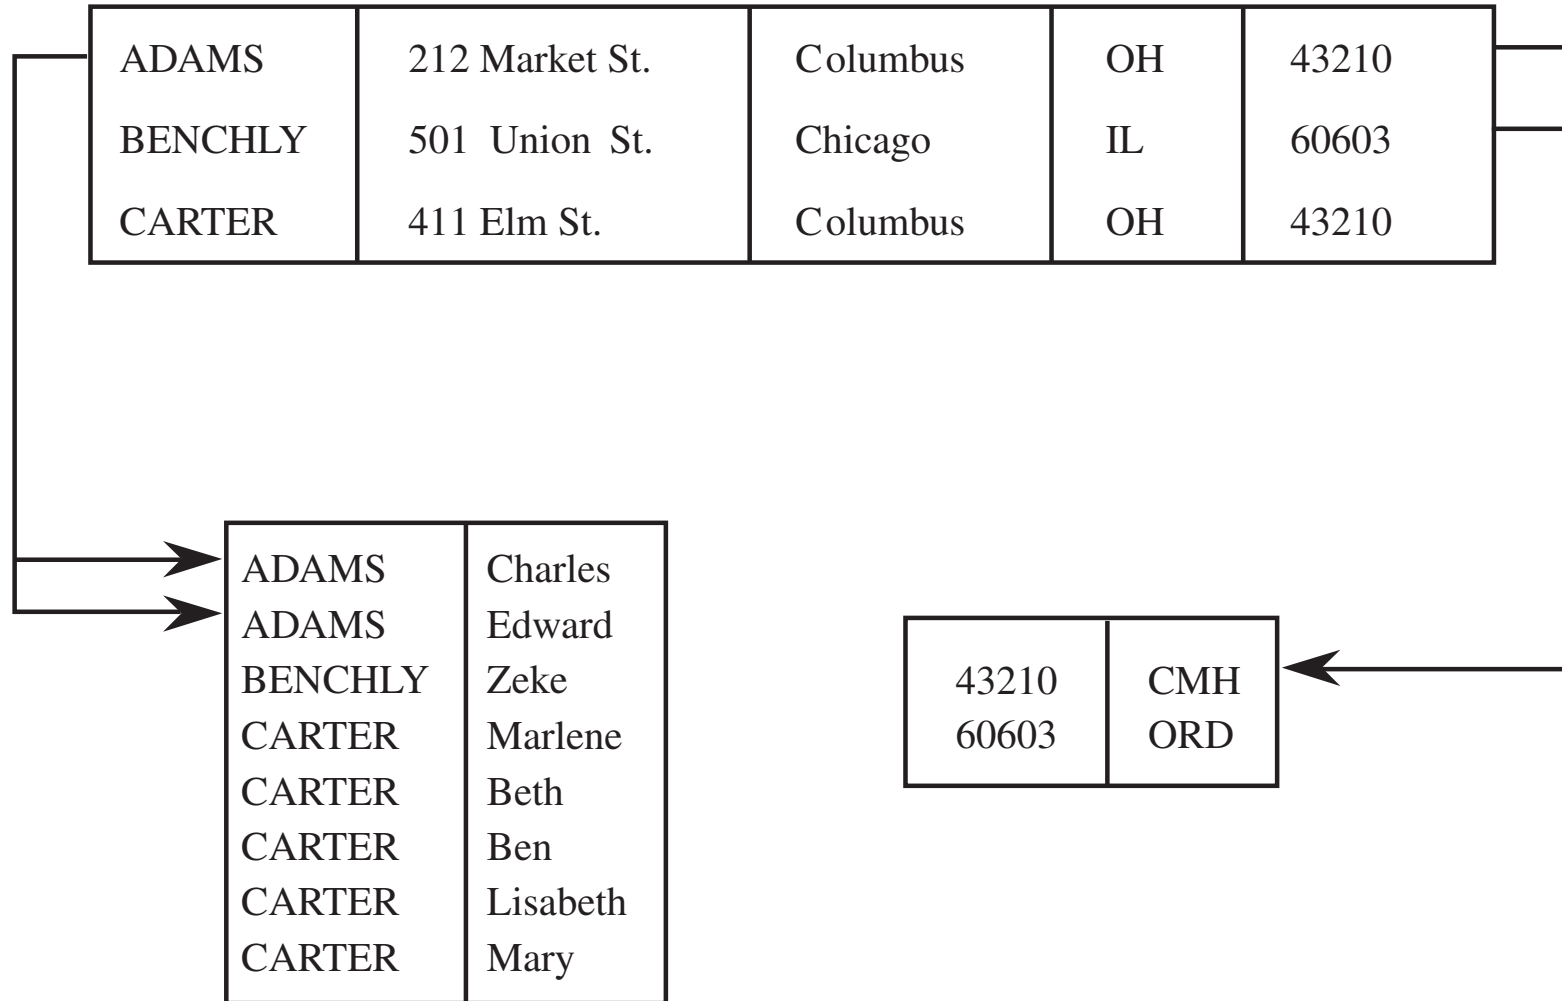 ADAMS 212 Market St. Columbus OH 43210
BENCHLY 501 Union St. Chicago IL 60603
CARTER 411 Elm St. Columbus OH 43210
ADAMS Charles
ADAMS Edward
BENCHLY Zeke
CARTER Marlene
CARTER Beth
CARTER Ben
CARTER Lisabeth
CARTER Mary
43210 CMH
60603 ORD